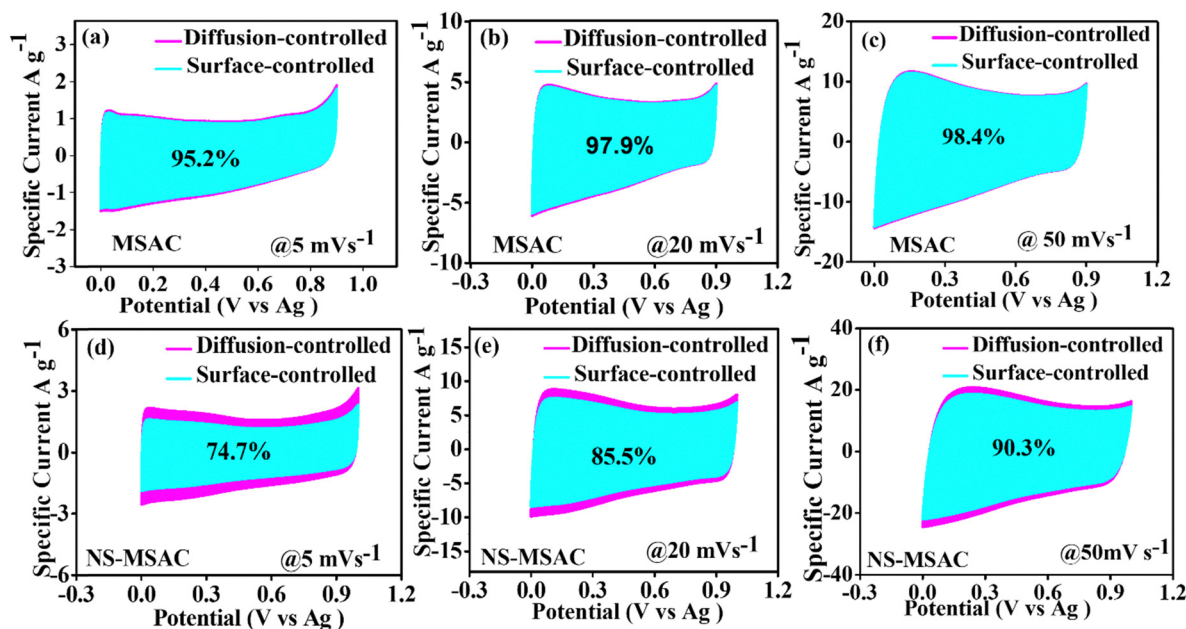 (a)
Diffusion-controlled
Surface-controlled
95.2%
MSAC
@5 mVs⁻¹
Specific Current A g⁻¹
3
2
1
0
-1
-2
-3
0.0 0.2 0.4 0.6 0.8 1.0
Potential (V vs Ag )
(b)
Diffusion-controlled
Surface-controlled
97.9%
MSAC
@20 mVs⁻¹
Specific Current A g⁻¹
10
5
0
-5
-10
-0.3 0.0 0.3 0.6 0.9 1.2
Potential (V vs Ag )
(c)
Diffusion-controlled
Surface-controlled
98.4%
MSAC
@ 50 mVs⁻¹
Specific Current A g⁻¹
20
10
0
-10
-20
0.0 0.3 0.6 0.9 1.2
Potential (V vs Ag )
(d)
Diffusion-controlled
Surface-controlled
74.7%
NS-MSAC
@5 mVs⁻¹
Specific Current A g⁻¹
6
3
0
-3
-6
-0.3 0.0 0.3 0.6 0.9 1.2
Potential (V vs Ag )
(e)
Diffusion-controlled
Surface-controlled
85.5%
NS-MSAC
@20 mVs⁻¹
Specific Current A g⁻¹
15
10
5
0
-5
-10
-15
-0.3 0.0 0.3 0.6 0.9 1.2
Potential (V vs Ag )
(f)
Diffusion-controlled
Surface-controlled
90.3%
NS-MSAC
@50mV s⁻¹
Specific Current A g⁻¹
40
20
0
-20
-40
-0.3 0.0 0.3 0.6 0.9 1.2
Potential (V vs Ag )